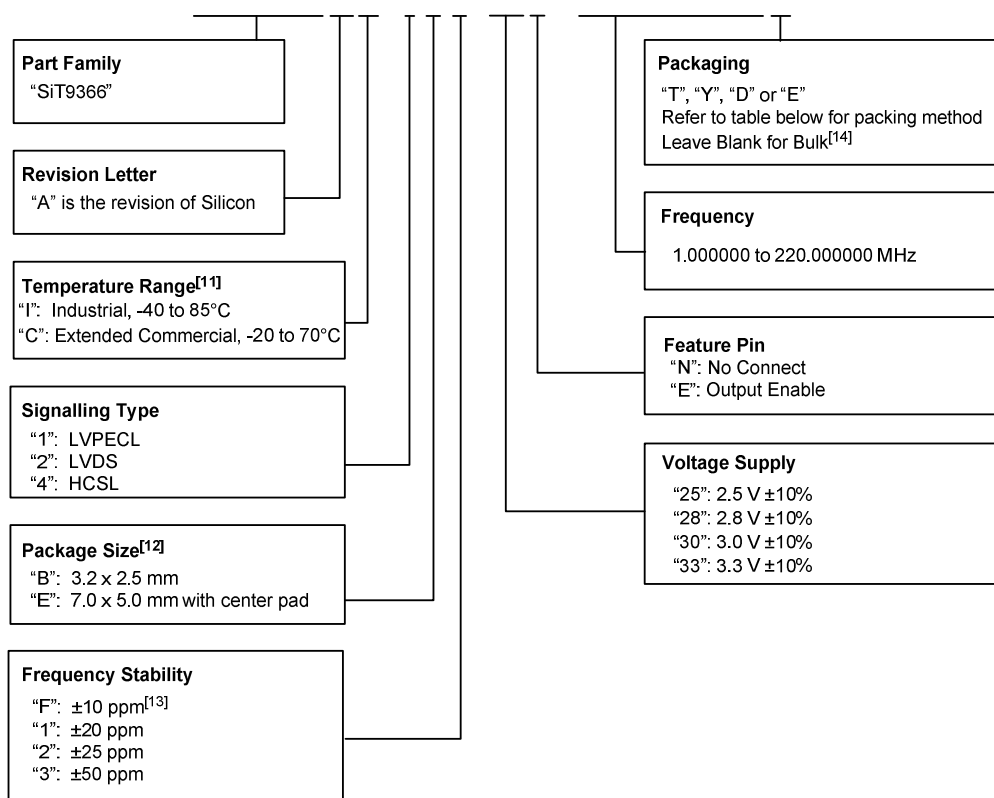 Part Family
“SiT9366”
Revision Letter
“A” is the revision of Silicon
Temperature Range[11]
“I”: Industrial, -40 to 85°C
“C”: Extended Commercial, -20 to 70°C
Signalling Type
“1”: LVPECL
“2”: LVDS
“4”: HCSL
Package Size[12]
“B”: 3.2 x 2.5 mm
“E”: 7.0 x 5.0 mm with center pad
Frequency Stability
“F”: ±10 ppm[13]
“1”: ±20 ppm
“2”: ±25 ppm
“3”: ±50 ppm
Packaging
“T”, “Y”, “D” or “E”
Refer to table below for packing method
Leave Blank for Bulk[14]
Frequency
1.000000 to 220.000000 MHz
Feature Pin
“N”: No Connect
“E”: Output Enable
Voltage Supply
“25”: 2.5 V ±10%
“28”: 2.8 V ±10%
“30”: 3.0 V ±10%
“33”: 3.3 V ±10%